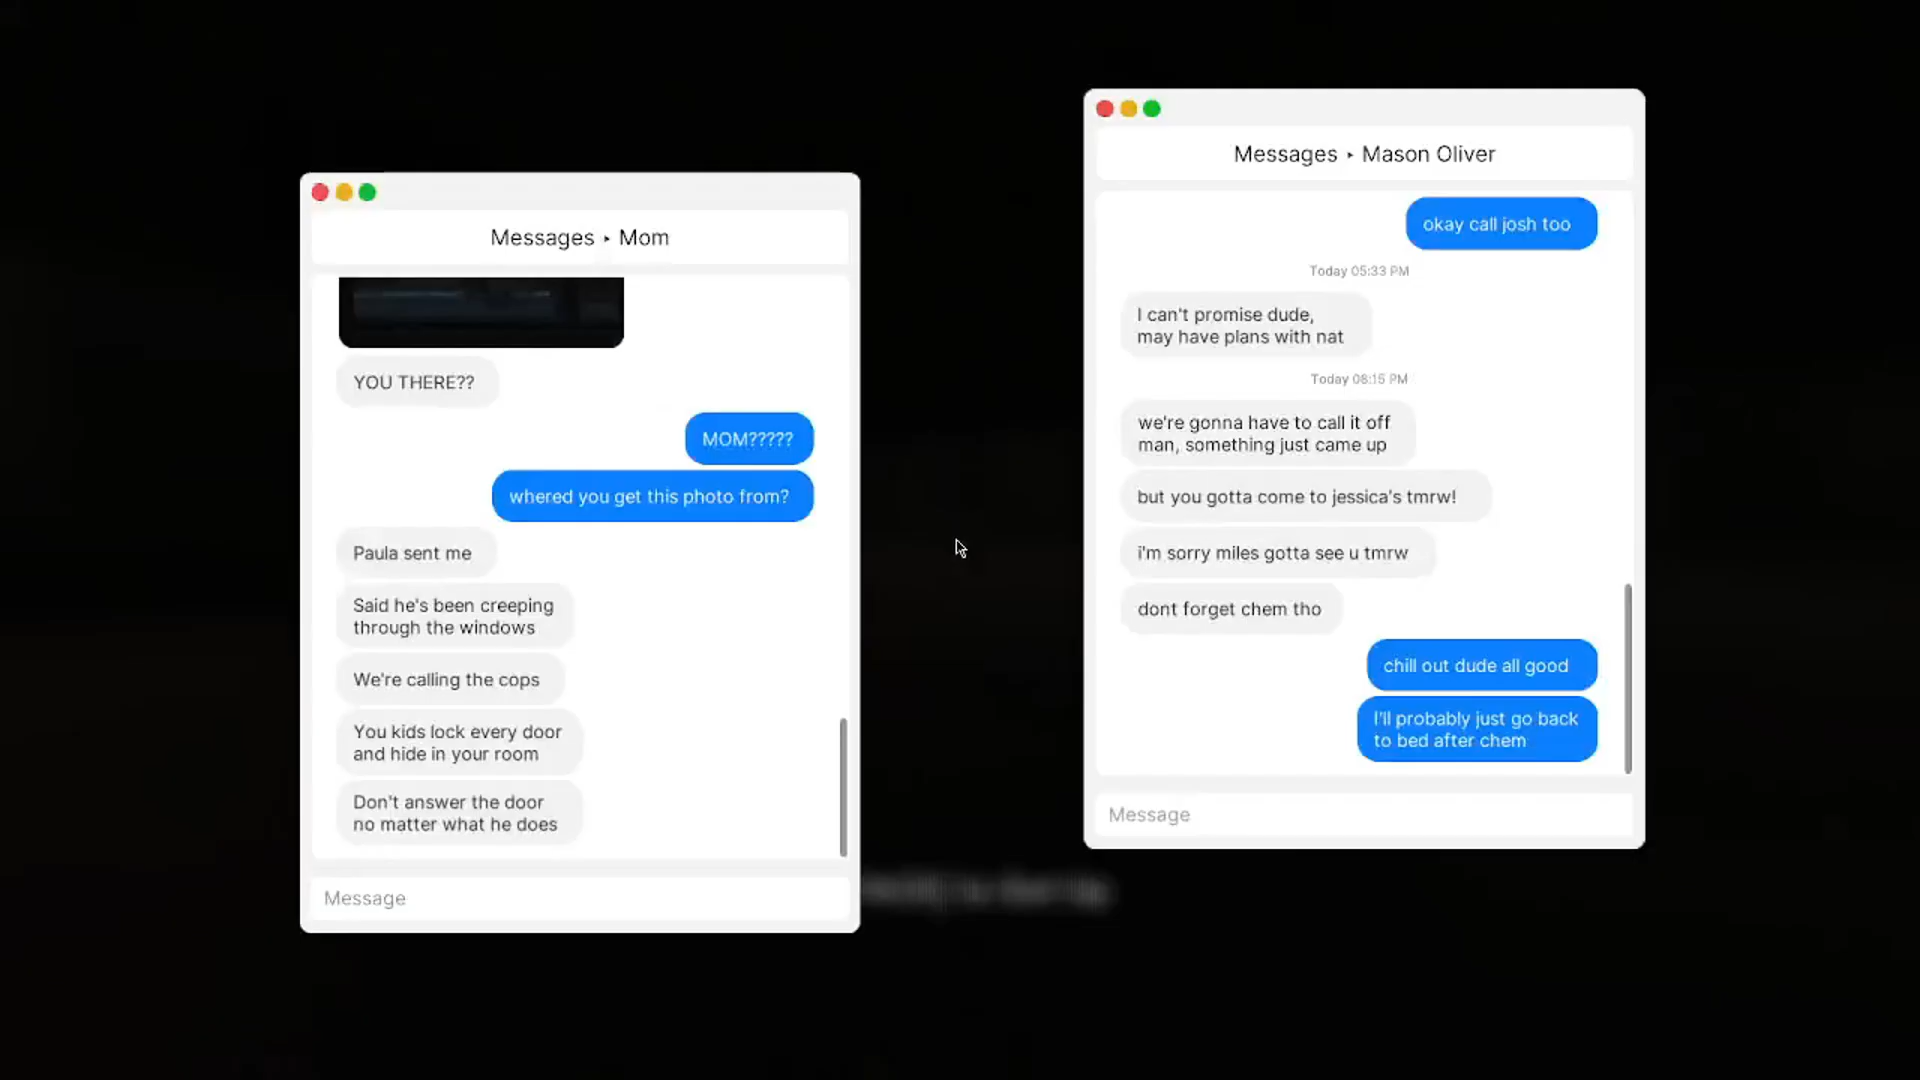 Messages ‣ Mom
YOU THERE??
MOM?????
whered you get this photo from?
Paula sent me
Said he's been creeping
through the windows
We're calling the cops
You kids lock every door
and hide in your room
Don't answer the door
no matter what he does
Message
Messages ‣ Mason Oliver
okay call josh too
Today 05:33 PM
I can't promise dude,
may have plans with nat
Today 08:15 PM
we're gonna have to call it off
man, something just came up
but you gotta come to jessica's tmrw!
i'm sorry miles gotta see u tmrw
dont forget chem tho
chill out dude all good
I'll probably just go back
to bed after chem
Message